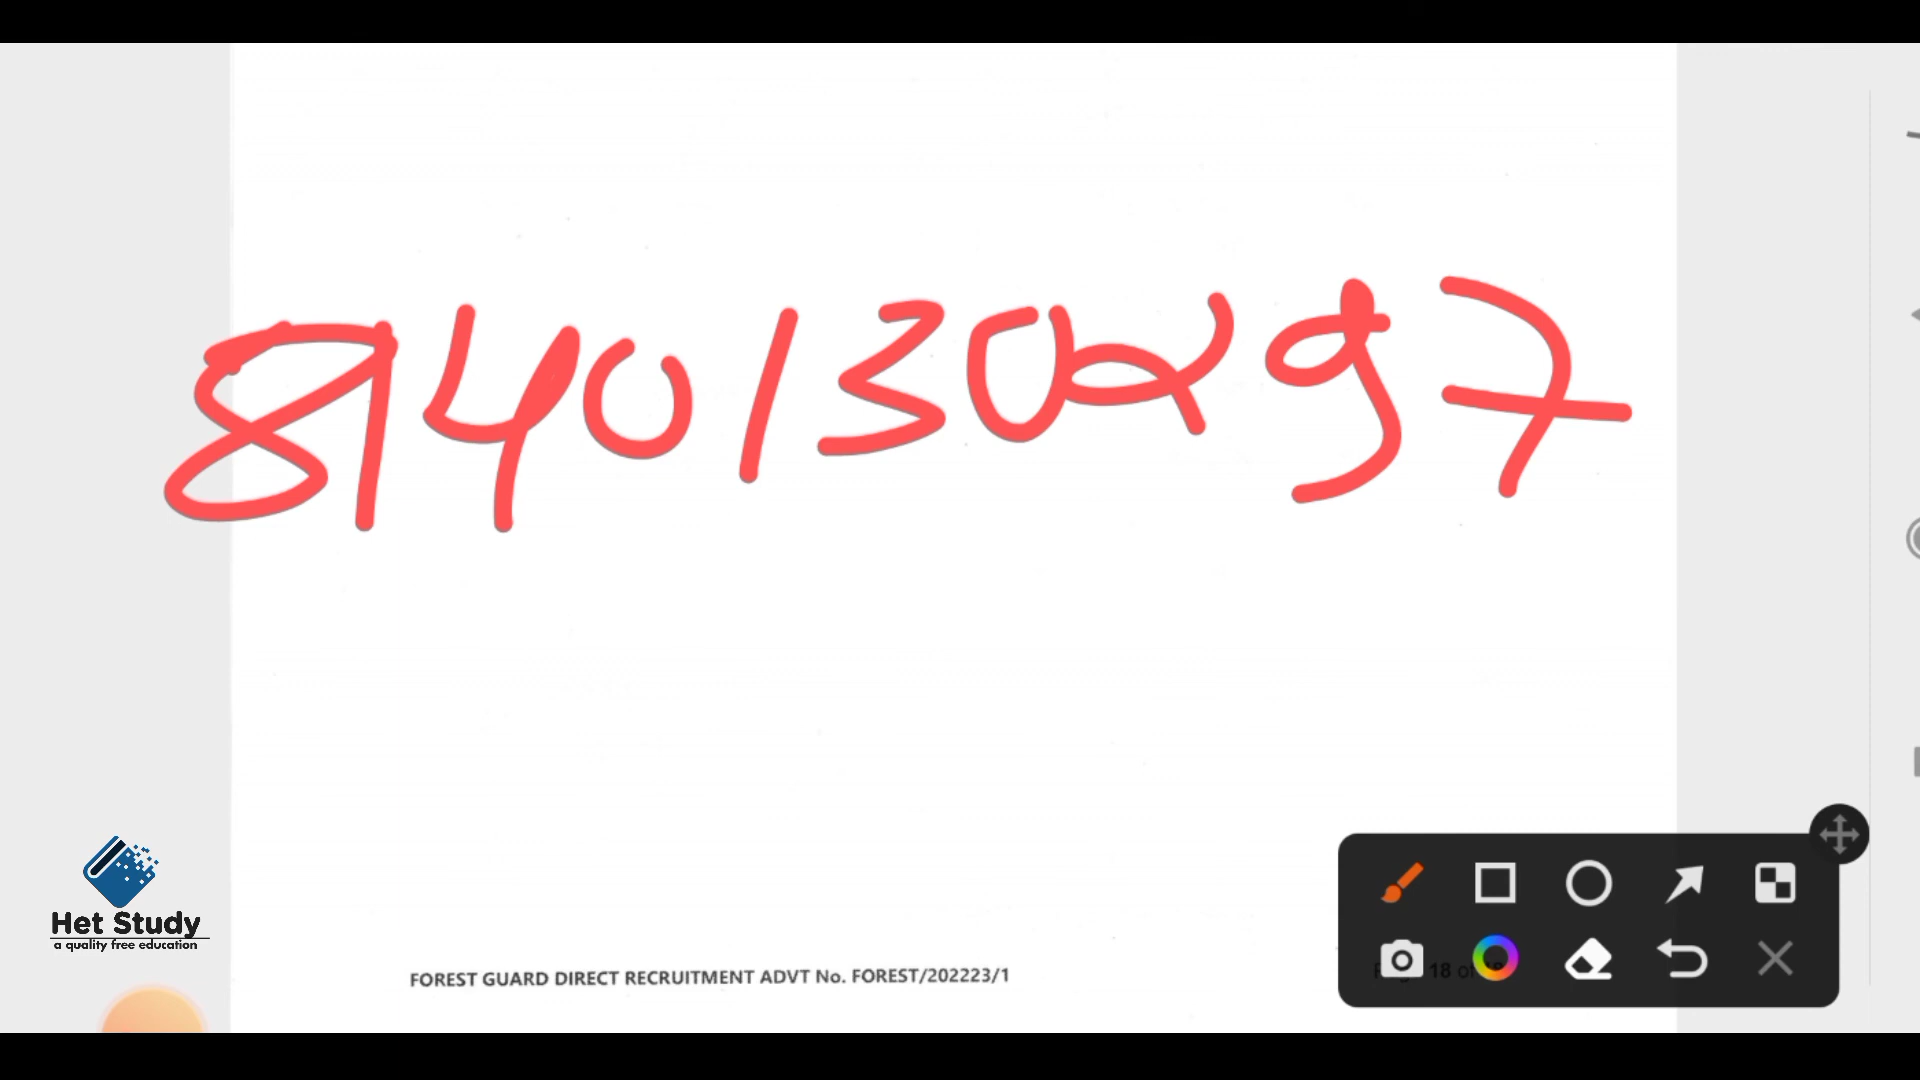 8140130297
Het Study
a quality free education
FOREST GUARD DIRECT RECRUITMENT ADVT No. FOREST/202223/1